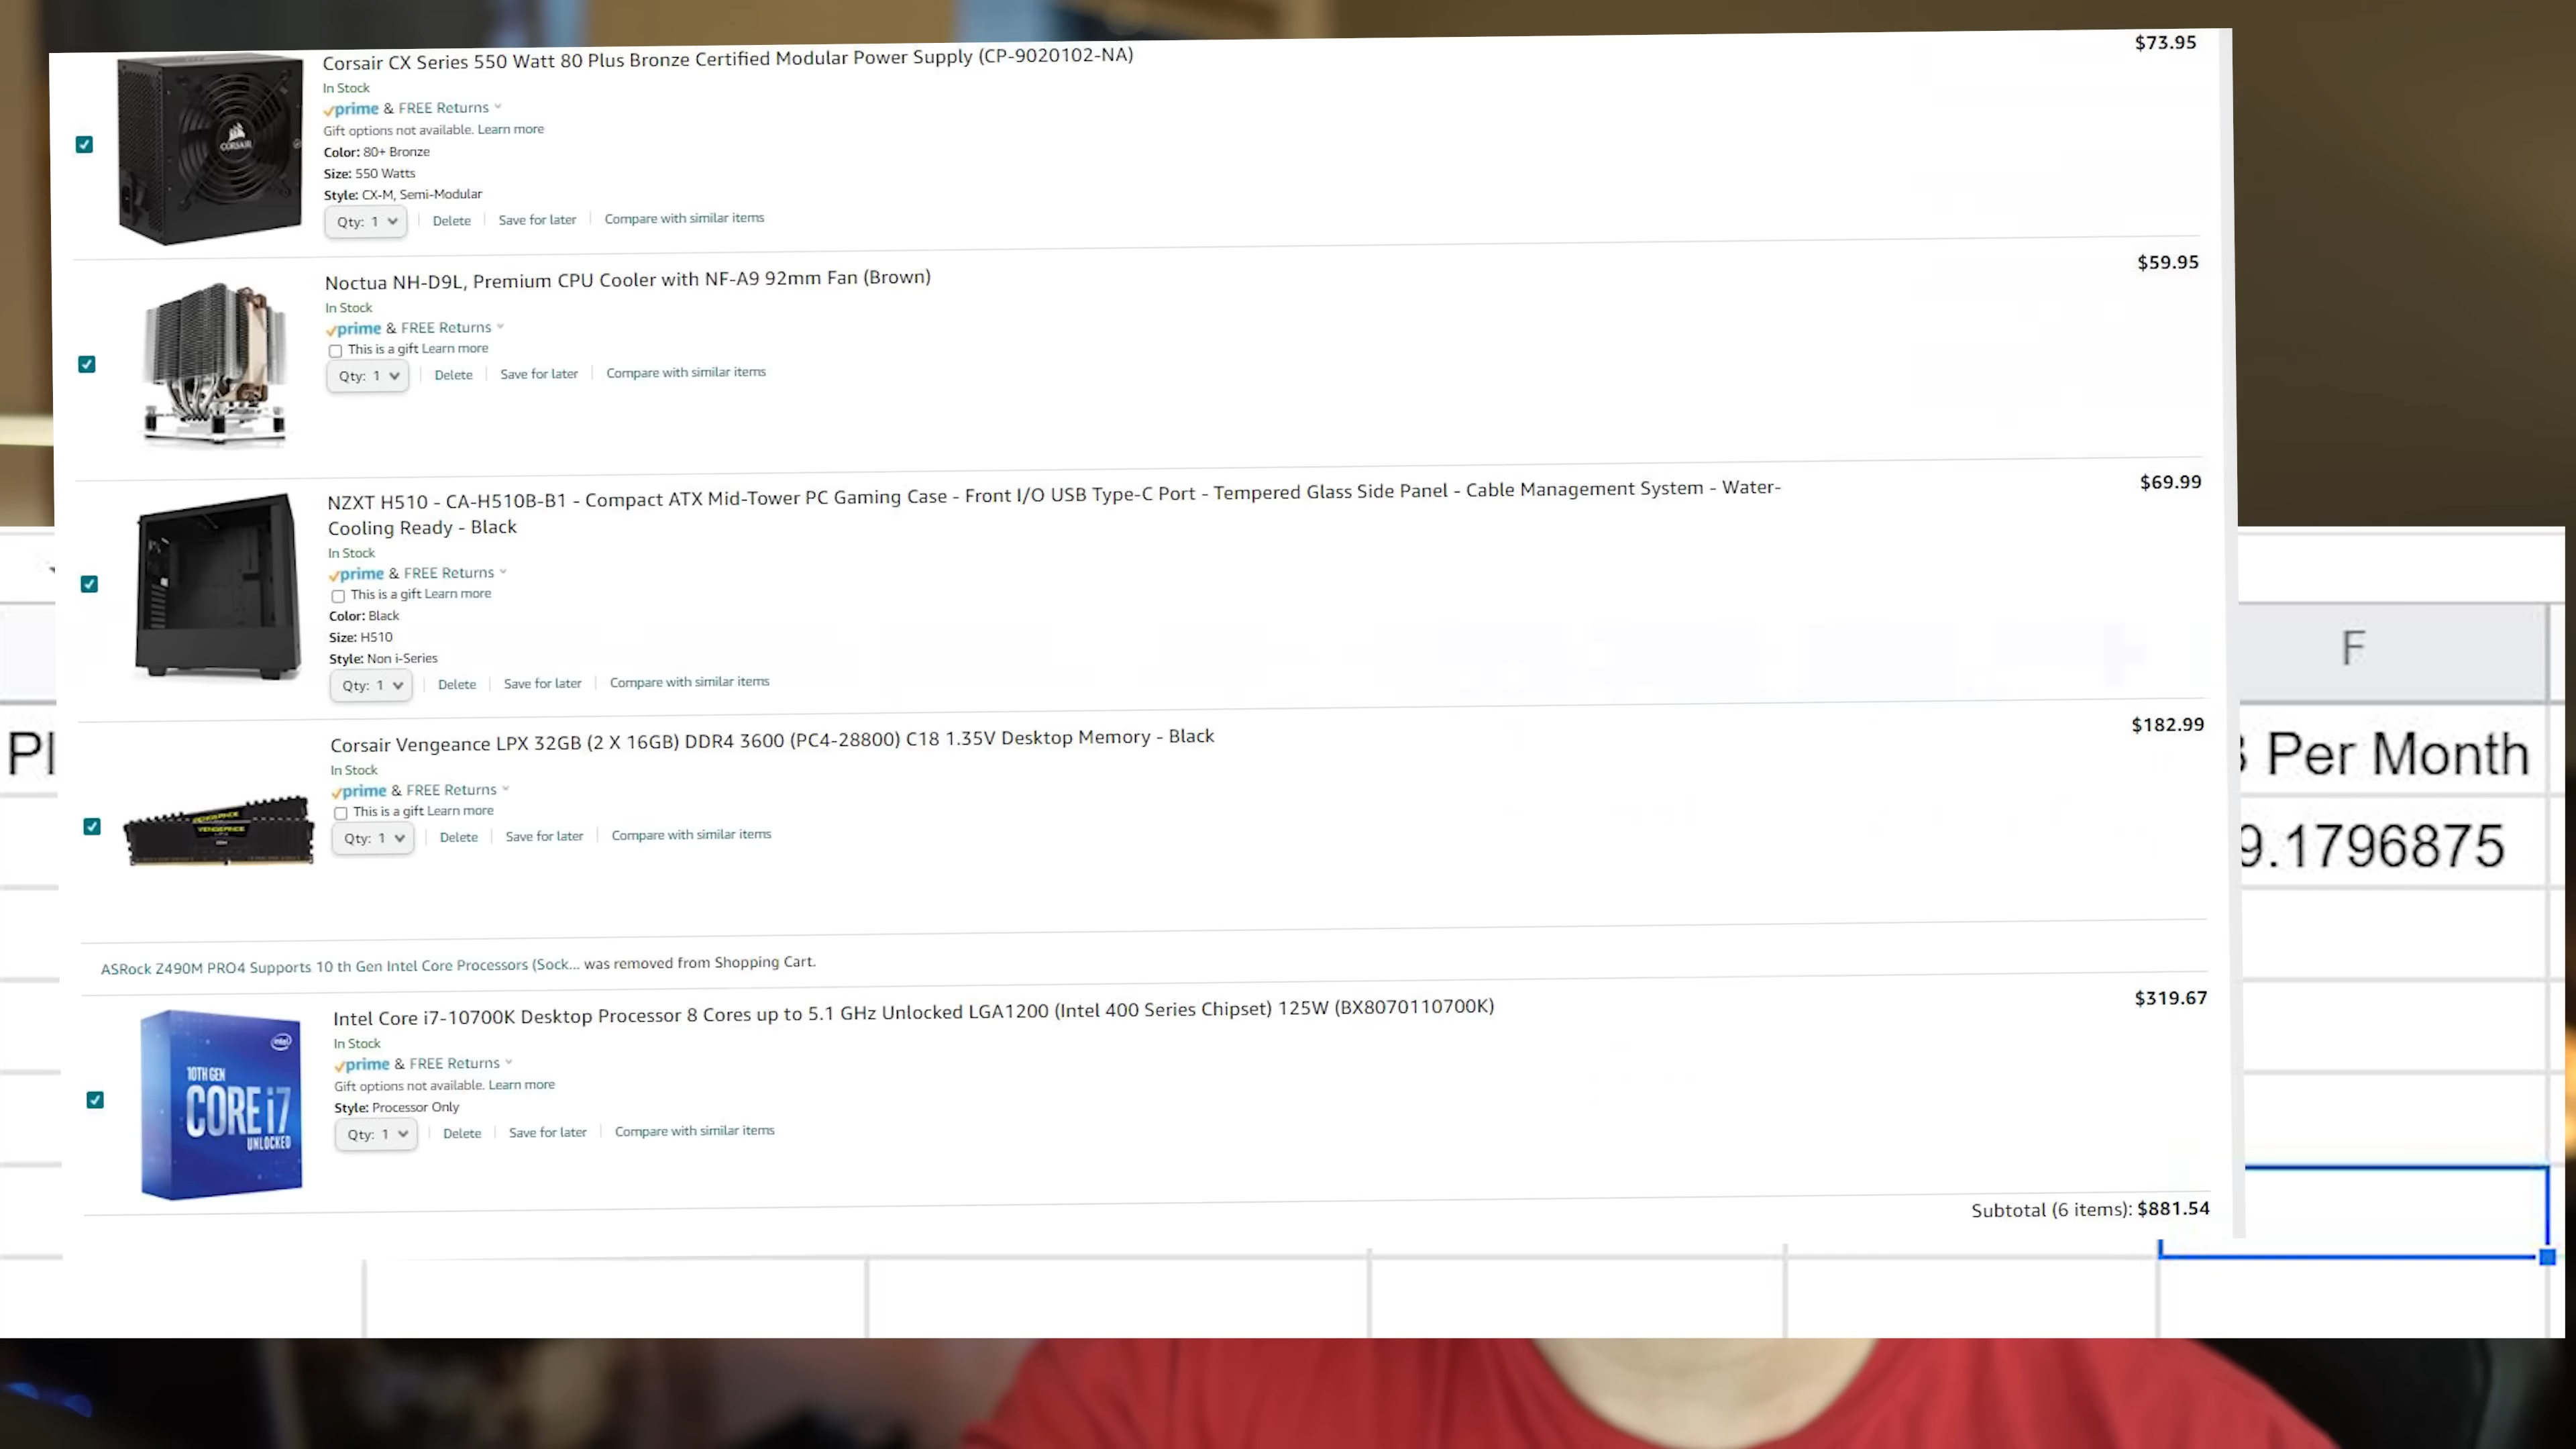 Corsair CX Series 550 Watt 80 Plus Bronze Certified Modular Power Supply (CP-9020102-NA)
$73.95
In Stock
prime & FREE Returns
Gift options not available. Learn more
Color: 80+ Bronze
Size: 550 Watts
Style: CX-M, Semi-Modular
Qty: 1 Delete Save for later Compare with similar items
CORSAIR
Noctua NH-D9L, Premium CPU Cooler with NF-A9 92mm Fan (Brown)
$59.95
In Stock
prime & FREE Returns
This is a gift Learn more
Qty: 1 Delete Save for later Compare with similar items
NZXT H510 - CA-H510B-B1 - Compact ATX Mid-Tower PC Gaming Case - Front I/O USB Type-C Port - Tempered Glass Side Panel - Cable Management System - Water-
Cooling Ready - Black
$69.99
In Stock
prime & FREE Returns
This is a gift Learn more
Color: Black
Size: H510
Style: Non i-Series
Qty: 1 Delete Save for later Compare with similar items
Corsair Vengeance LPX 32GB (2 X 16GB) DDR4 3600 (PC4-28800) C18 1.35V Desktop Memory - Black
$182.99
In Stock
prime & FREE Returns
This is a gift Learn more
Qty: 1 Delete Save for later Compare with similar items
VENGEANCE
VENGEANCE
ASRock Z490M PRO4 Supports 10 th Gen Intel Core Processors (Sock... was removed from Shopping Cart.
Intel Core i7-10700K Desktop Processor 8 Cores up to 5.1 GHz Unlocked LGA1200 (Intel 400 Series Chipset) 125W (BX8070110700K)
$319.67
In Stock
prime & FREE Returns
Gift options not available. Learn more
Style: Processor Only
Qty: 1 Delete Save for later Compare with similar items
intel
10TH GEN
CORE i7
UNLOCKED
Subtotal (6 items): $881.54
F
Pl
Per Month
9.1796875